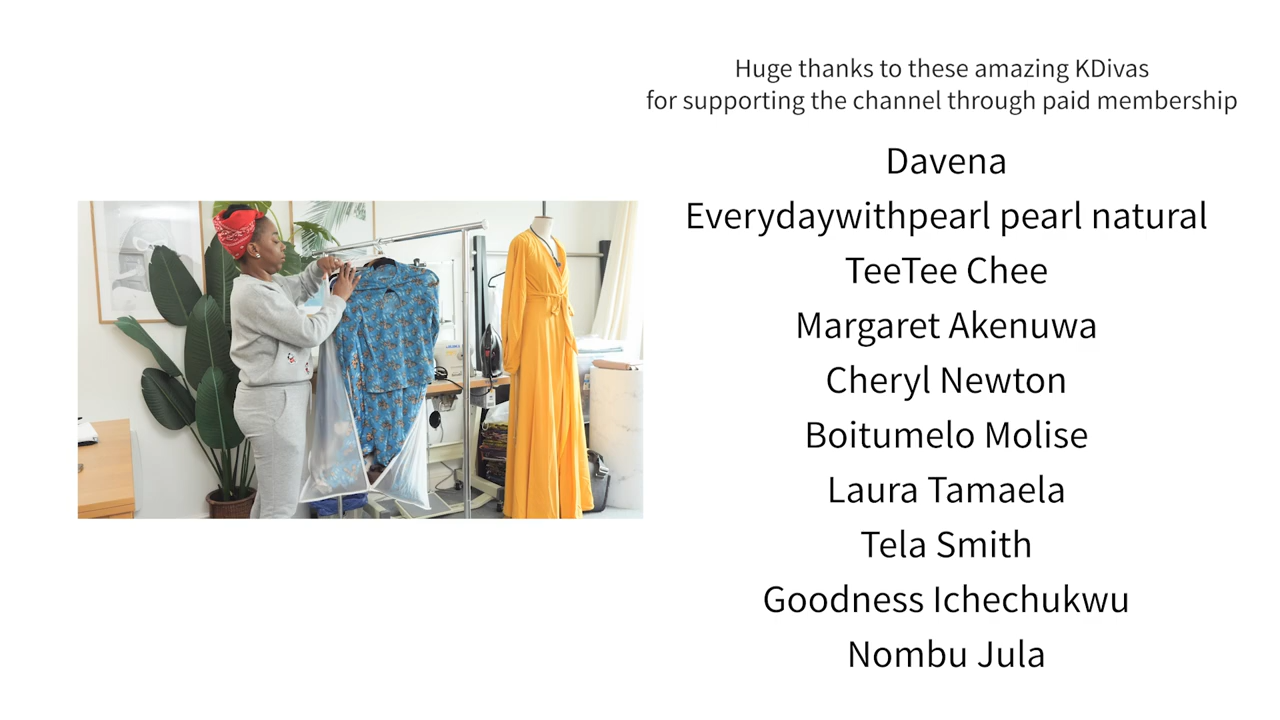 Huge thanks to these amazing KDivas
for supporting the channel through paid membership
Davena
Everydaywithpearl pearl natural
TeeTee Chee
Margaret Akenuwa
Cheryl Newton
Boitumelo Molise
Laura Tamaela
Tela Smith
Goodness Ichechukwu
Nombu Jula